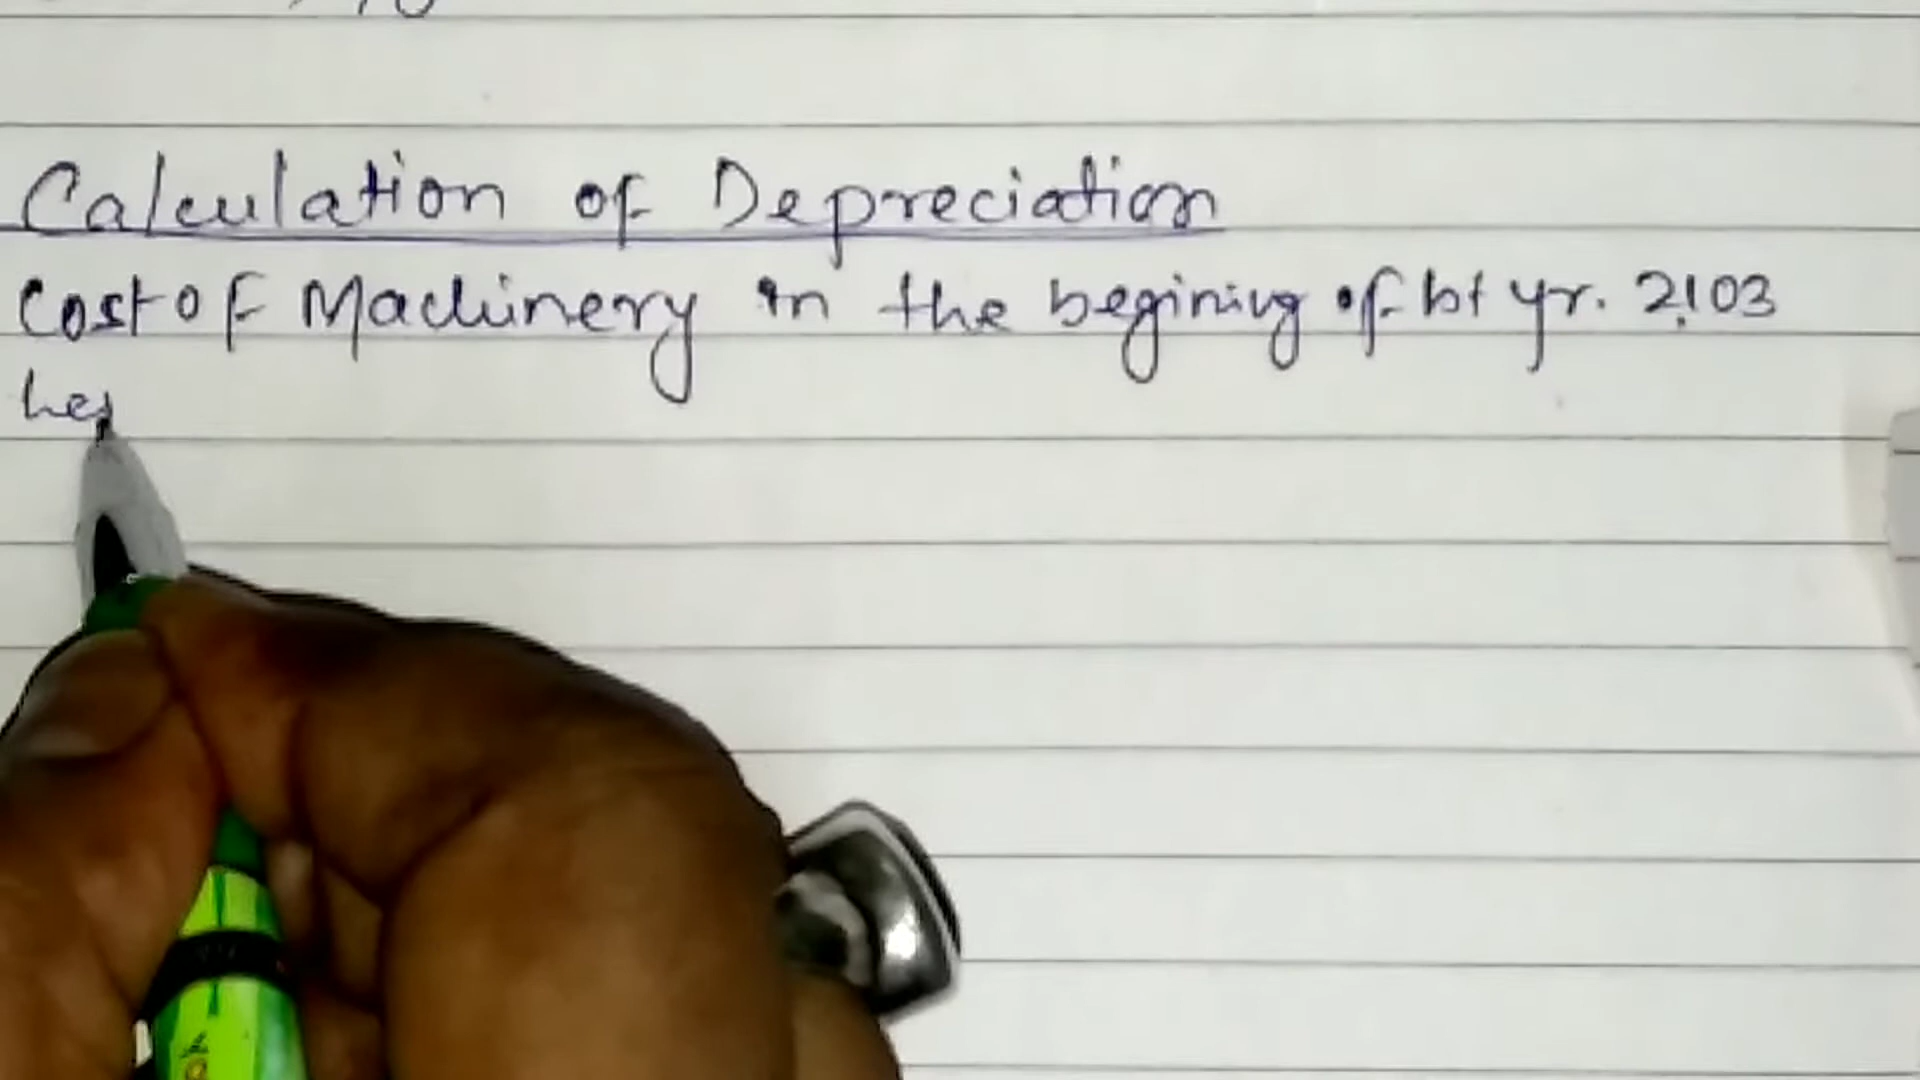 Calculation of Depreciation
Cost of Machinery in the begining of 1st yr. 2103
les